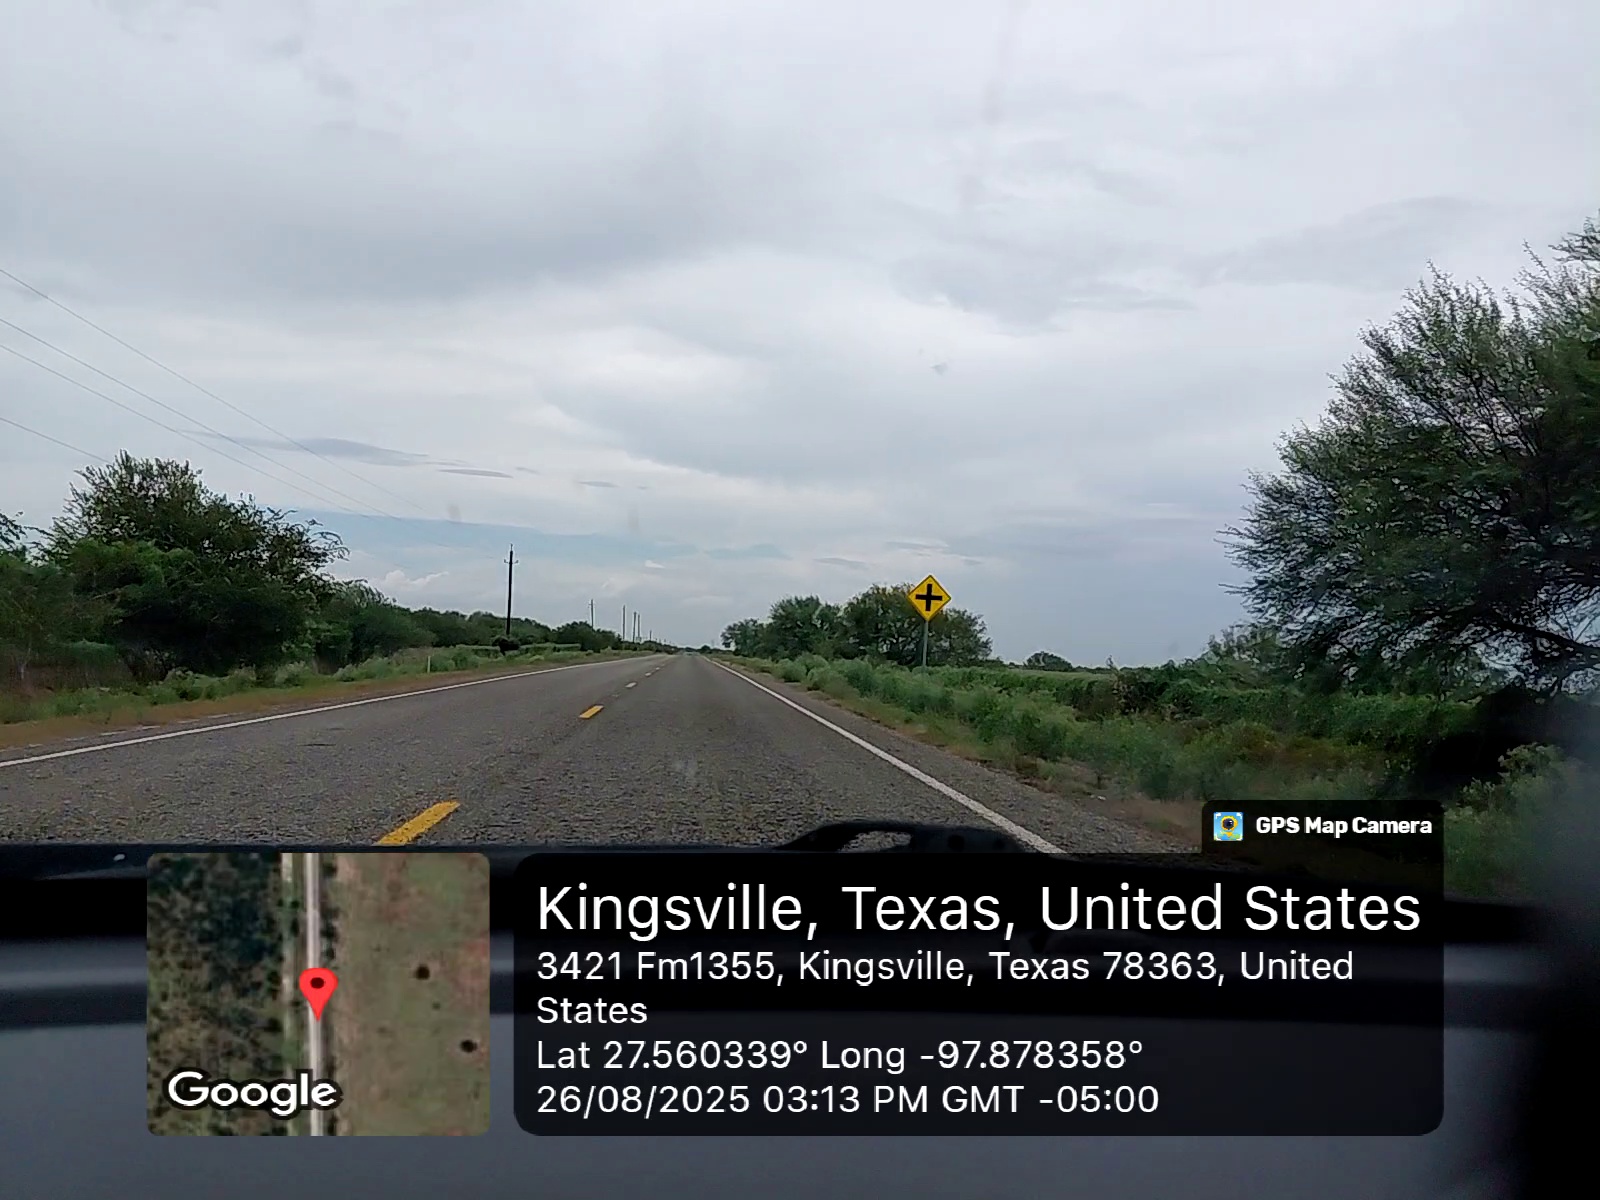 GPS Map Camera
Kingsville, Texas, United States
3421 Fm1355, Kingsville, Texas 78363, United
States
Lat 27.560339° Long -97.878358°
26/08/2025 03:13 PM GMT -05:00
Google